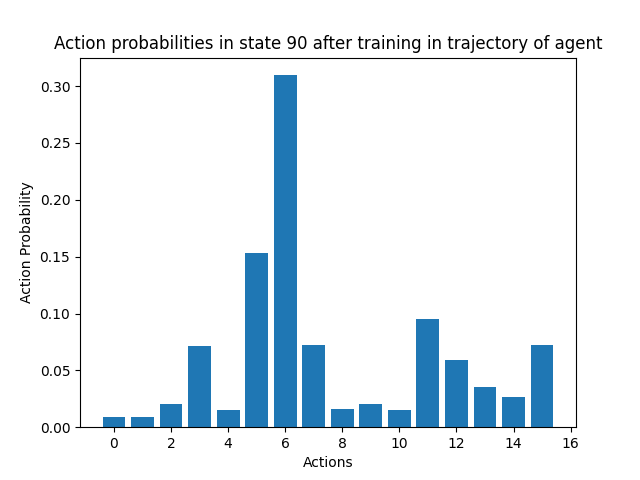 Action probabilities in state 90 after training in trajectory of agent
Action Probability
0.30
0.25
0.20
0.15
0.10
0.05
0.00
0 2 4 6 8 10 12 14 16
Actions